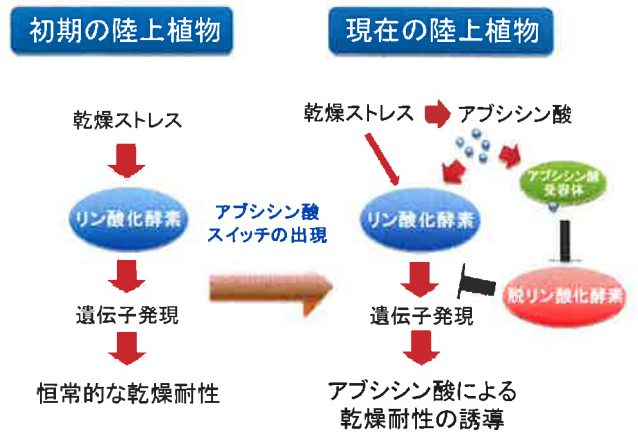 初期の陸上植物
現在の陸上植物
乾燥ストレス
リン酸化酵素
遺伝子発現
恒常的な乾燥耐性
アブシシン酸
スイッチの出現
乾燥ストレス
アブシシン酸
アブシシン酸
受容体
リン酸化酵素
脱リン酸化酵素
遺伝子発現
アブシシン酸による
乾燥耐性の誘導